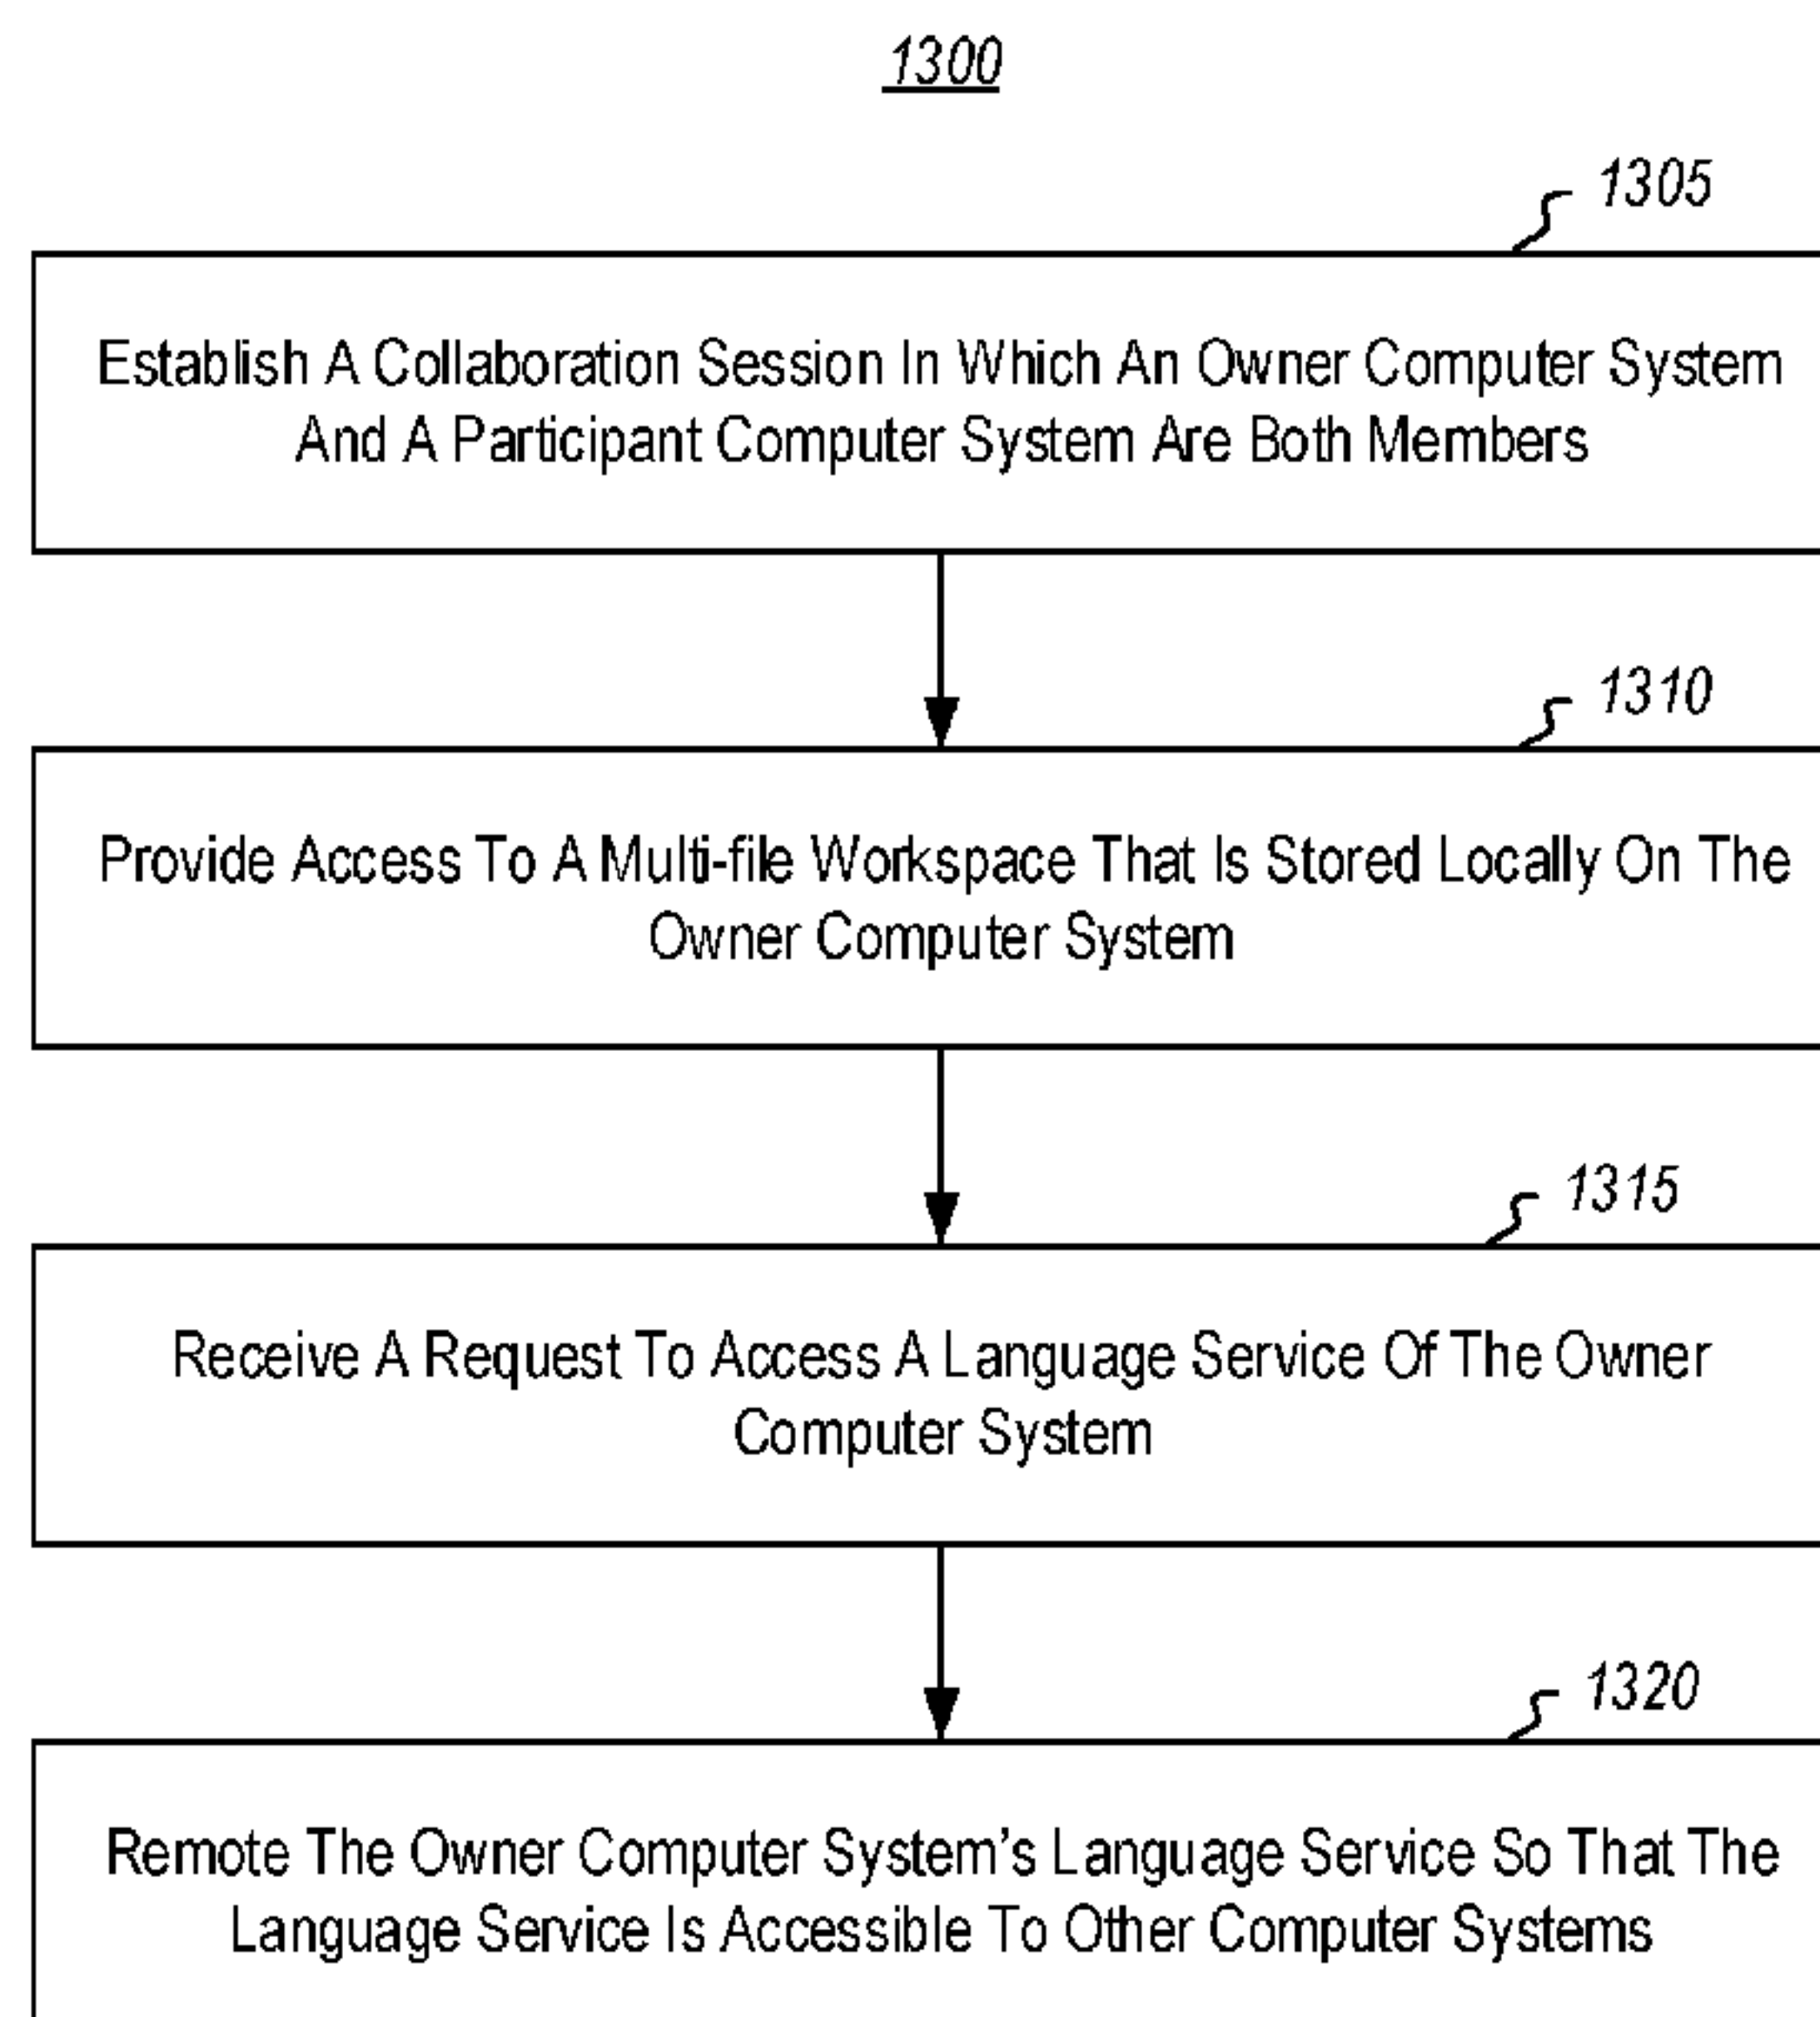 1300
1305
Establish A Collaboration Session In Which An Owner Computer System
And A Participant Computer System Are Both Members
1310
Provide Access To A Multi-file Workspace That Is Stored Locally On The
Owner Computer System
1315
Receive A Request To Access A Language Service Of The Owner
Computer System
1320
Remote The Owner Computer System's Language Service So That The
Language Service Is Accessible To Other Computer Systems